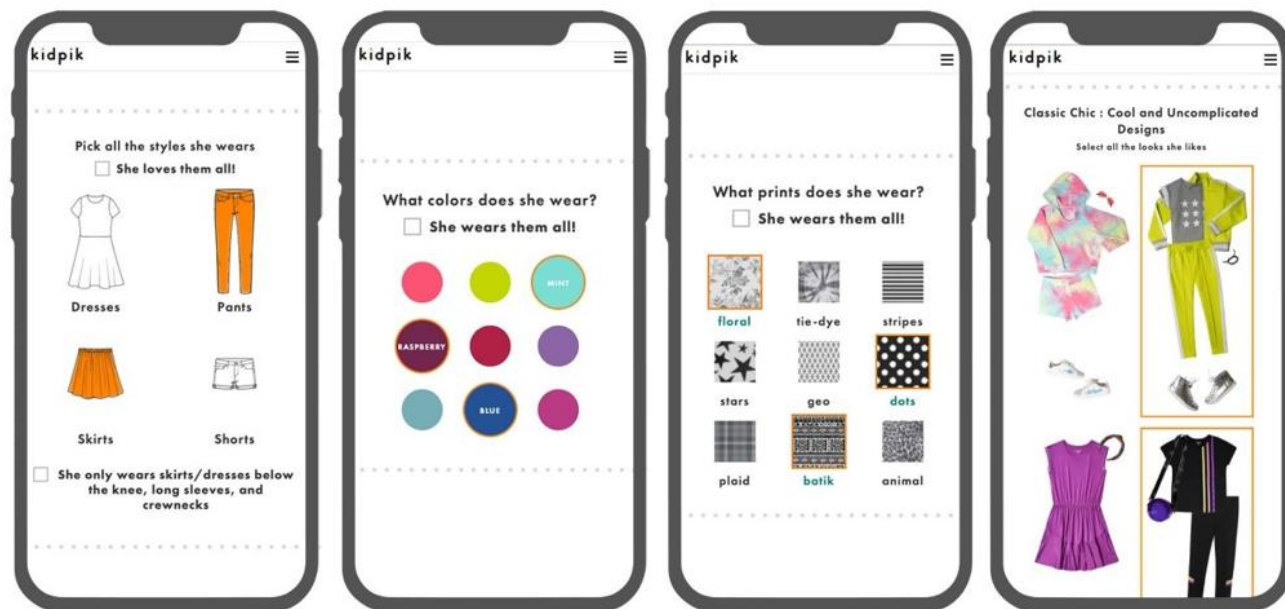 kidpik
Pick all the styles she wears
She loves them all!
Dresses
Pants
Skirts
Shorts
She only wears skirts/dresses below
the knee, long sleeves, and
crewnecks
kidpik
What colors does she wear?
She wears them all!
MINT
RASPBERRY
BLUE
kidpik
What prints does she wear?
She wears them all!
floral
tie-dye
stripes
stars
geo
dots
plaid
batik
animal
kidpik
Classic Chic : Cool and Uncomplicated
Designs
Select all the looks she likes